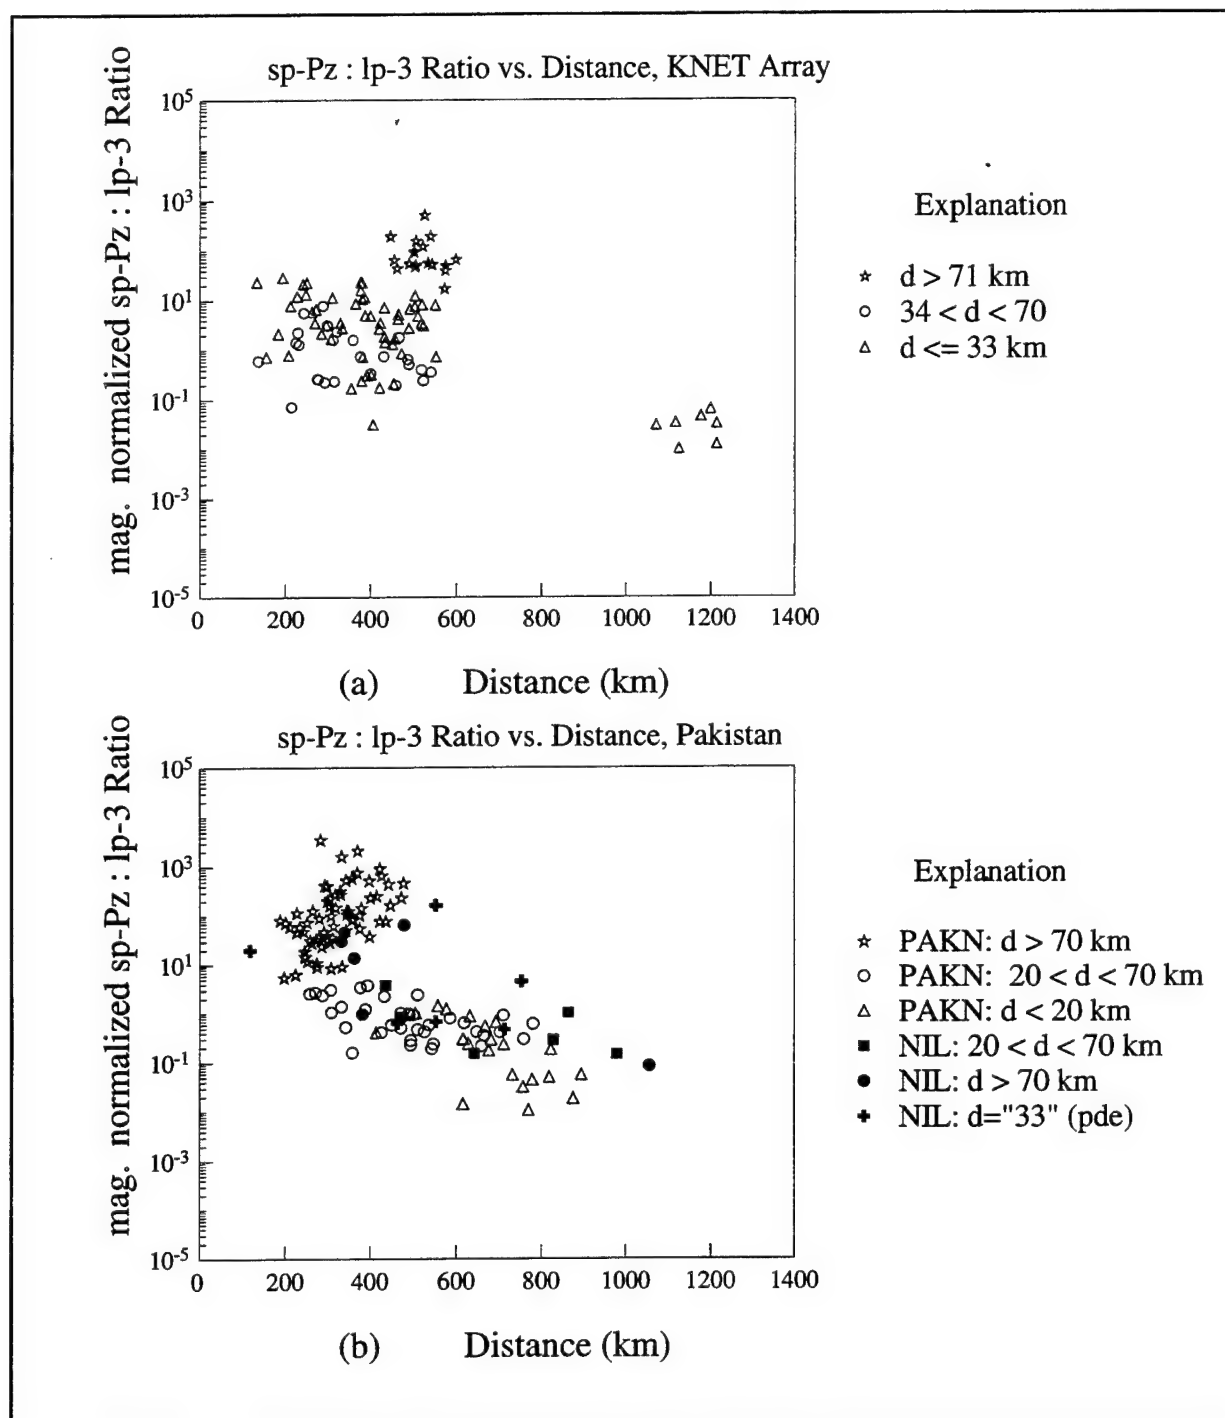 sp-Pz : lp-3 Ratio vs. Distance, KNET Array
mag. normalized sp-Pz : lp-3 Ratio
10^5
10^3
10^1
10^-1
10^-3
10^-5
0 200 400 600 800 1000 1200 1400
(a) Distance (km)
Explanation
d > 71 km
34 < d < 70
d <= 33 km
sp-Pz : lp-3 Ratio vs. Distance, Pakistan
mag. normalized sp-Pz : lp-3 Ratio
10^5
10^3
10^1
10^-1
10^-3
10^-5
0 200 400 600 800 1000 1200 1400
(b) Distance (km)
Explanation
PAKN: d > 70 km
PAKN: 20 < d < 70 km
PAKN: d < 20 km
NIL: 20 < d < 70 km
NIL: d > 70 km
NIL: d="33" (pde)